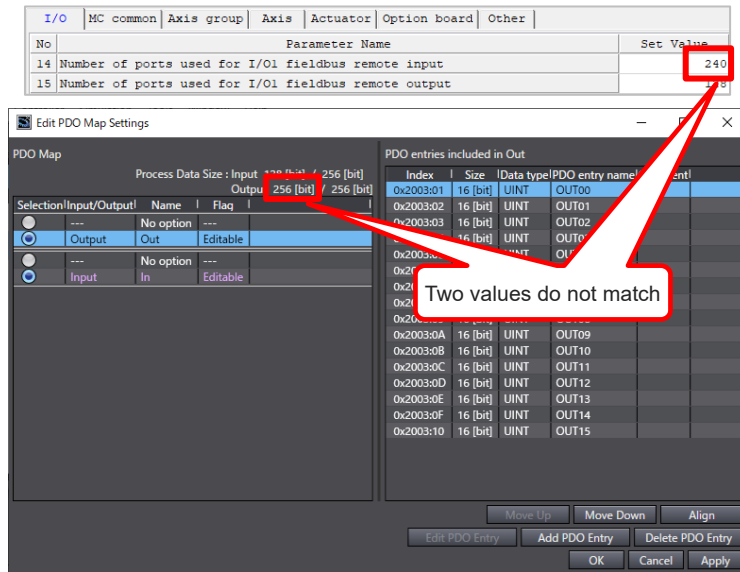 I/O MC common Axis group Axis Actuator Option board Other
No Parameter Name Set Value
14 Number of ports used for I/O1 fieldbus remote input 240
15 Number of ports used for I/O1 fieldbus remote output
Edit PDO Map Settings
PDO Map
Process Data Size : Input 128 [bit] / 256 [bit]
Output 256 [bit] / 256 [bit]
Selection Input/Output Name Flag
--- No option ---
Output Out Editable
--- No option ---
Input In Editable
PDO entries included in Out
Index Size Data type PDO entry name
0x2003:01 16 [bit] UINT OUT00
0x2003:02 16 [bit] UINT OUT01
0x2003:03 16 [bit] UINT OUT02
Two values do not match
0x2003:0A 16 [bit] UINT OUT09
0x2003:0B 16 [bit] UINT OUT10
0x2003:0C 16 [bit] UINT OUT11
0x2003:0D 16 [bit] UINT OUT12
0x2003:0E 16 [bit] UINT OUT13
0x2003:0F 16 [bit] UINT OUT14
0x2003:10 16 [bit] UINT OUT15
Move Up Move Down Align
Edit PDO Entry Add PDO Entry Delete PDO Entry
OK Cancel Apply